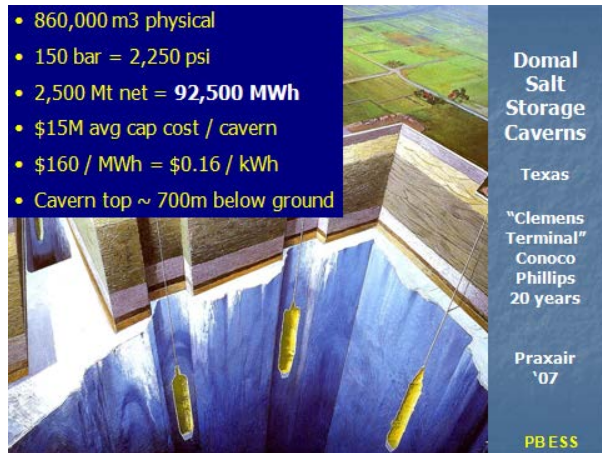 • 860,000 m3 physical
• 150 bar = 2,250 psi
• 2,500 Mt net = 92,500 MWh
• $15M avg cap cost / cavern
• $160 / MWh = $0.16 / kWh
• Cavern top ~ 700m below ground
Domal
Salt
Storage
Caverns
Texas
“Clemens
Terminal”
Conoco
Phillips
20 years
Praxair
‘07
PBESS